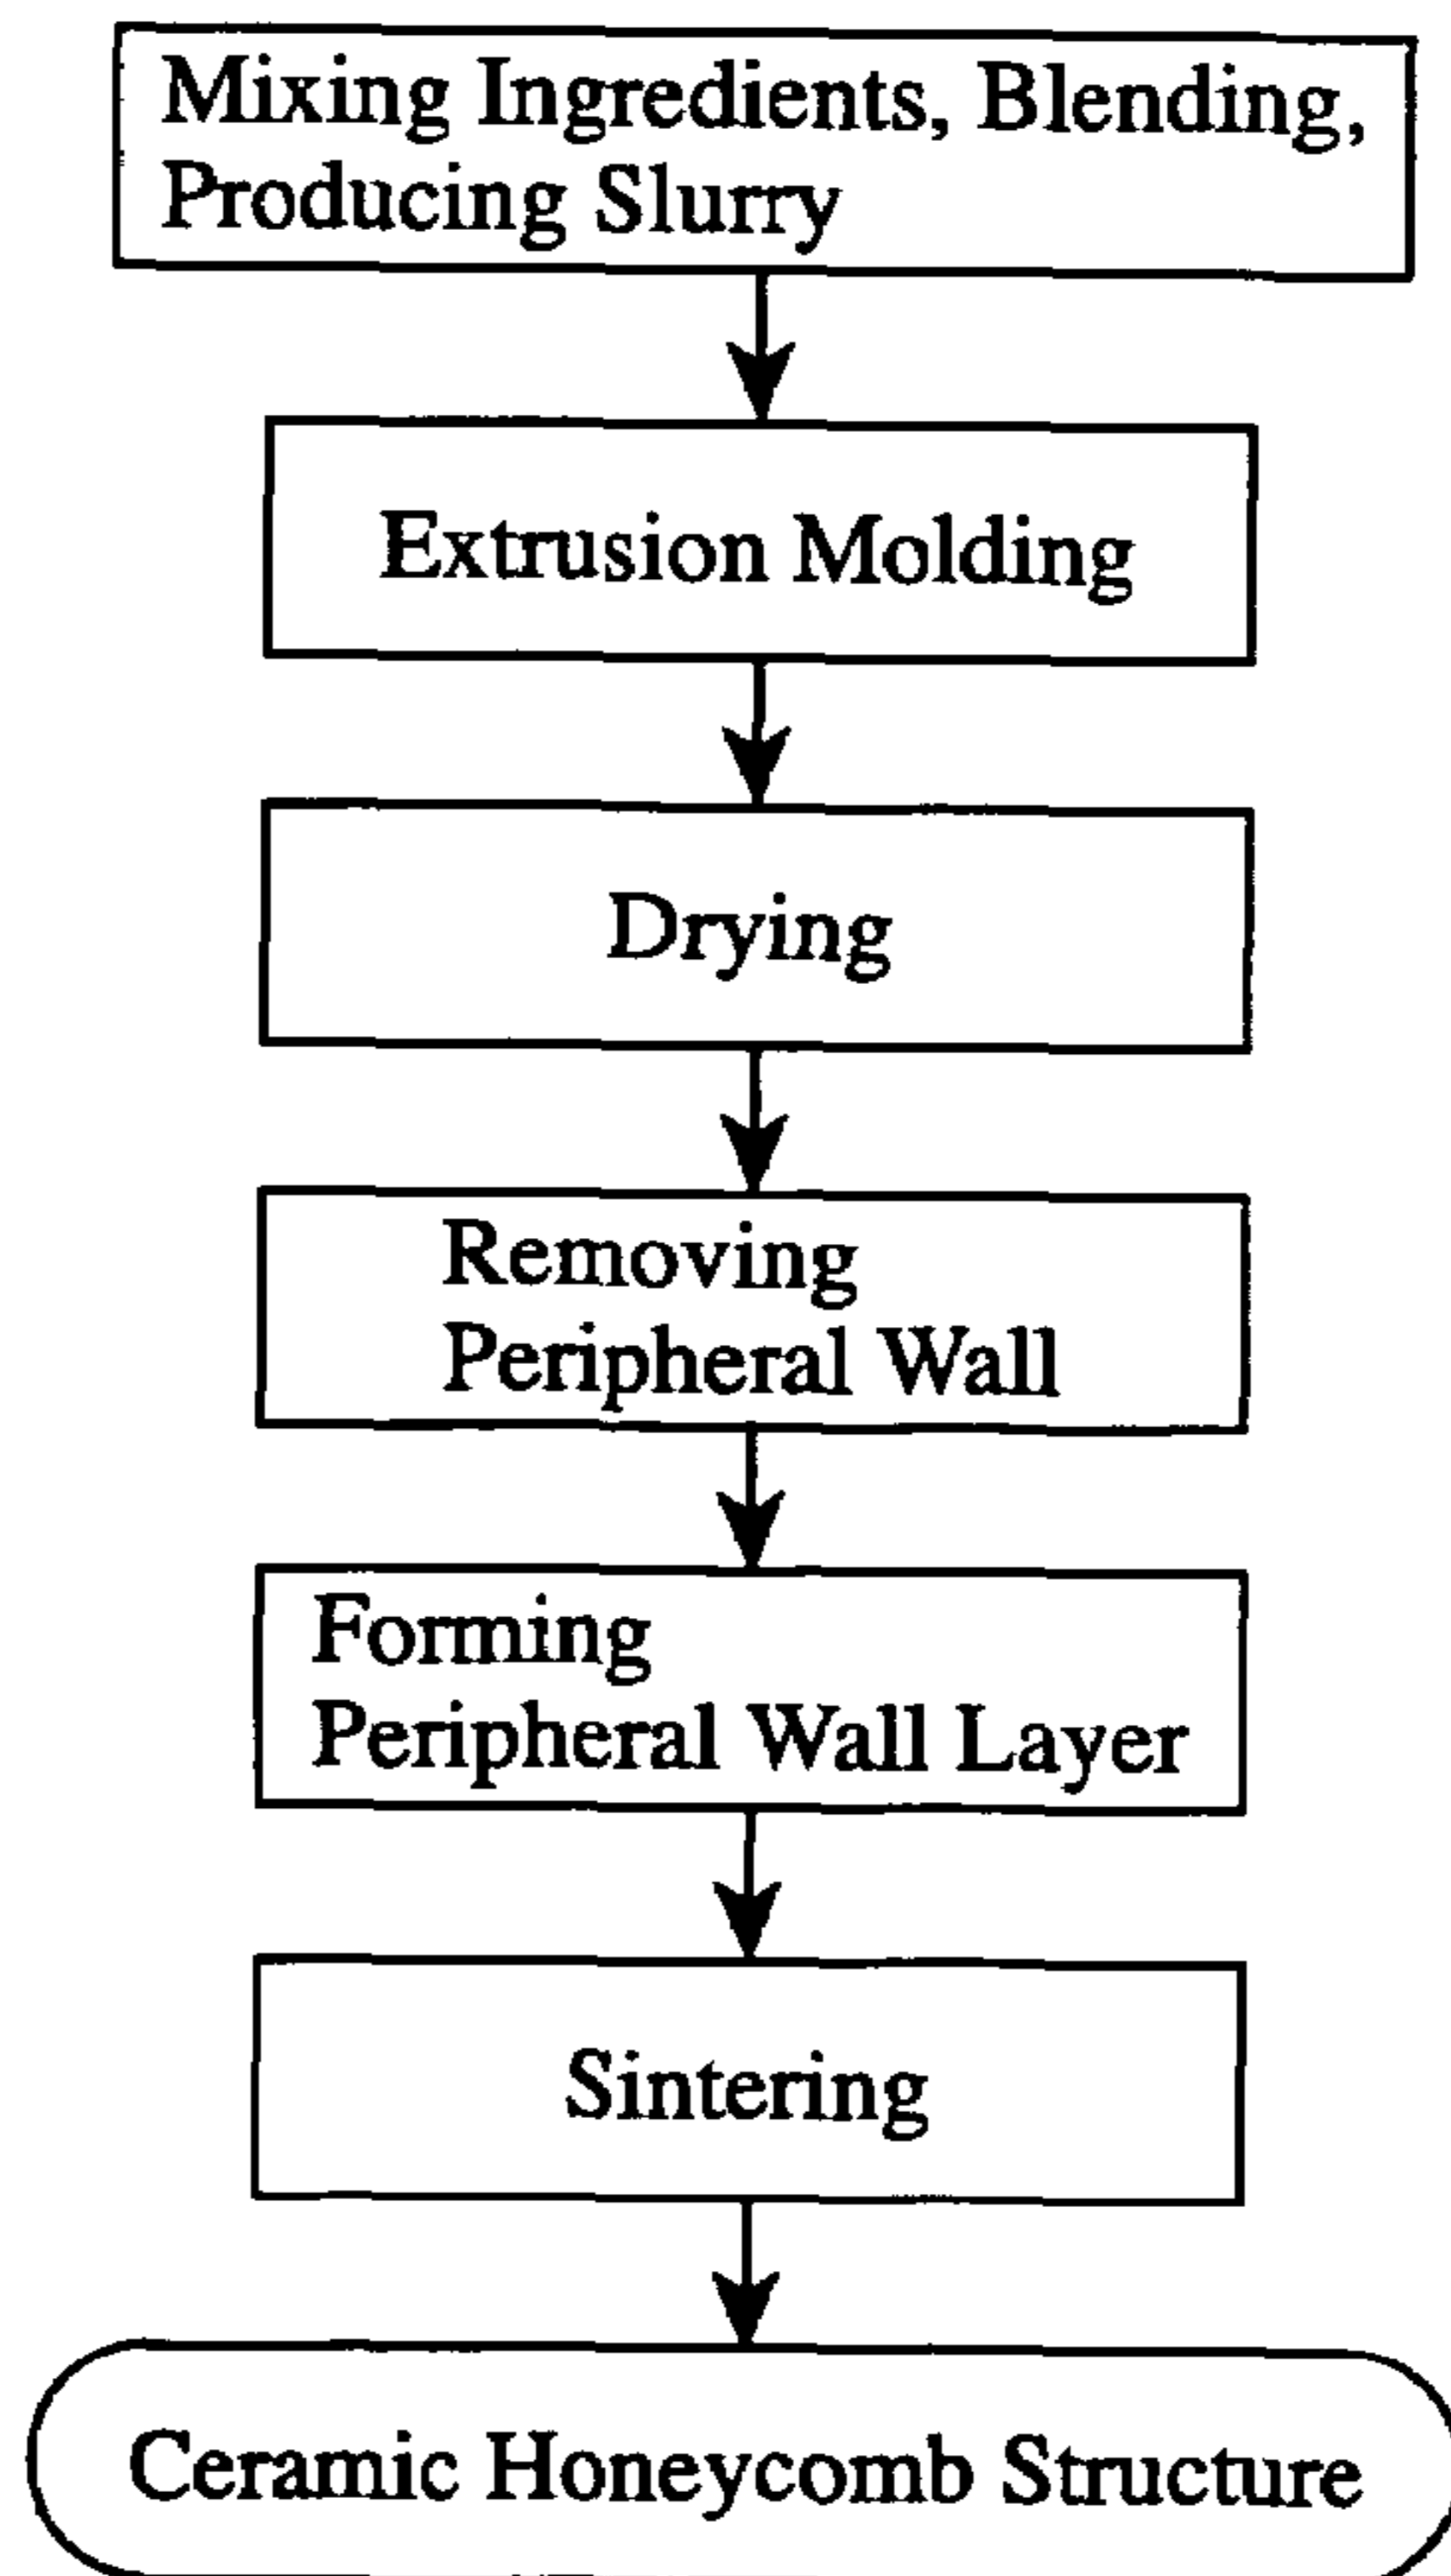 Mixing Ingredients, Blending,
Producing Slurry
Extrusion Molding
Drying
Removing
Peripheral Wall
Forming
Peripheral Wall Layer
Sintering
Ceramic Honeycomb Structure